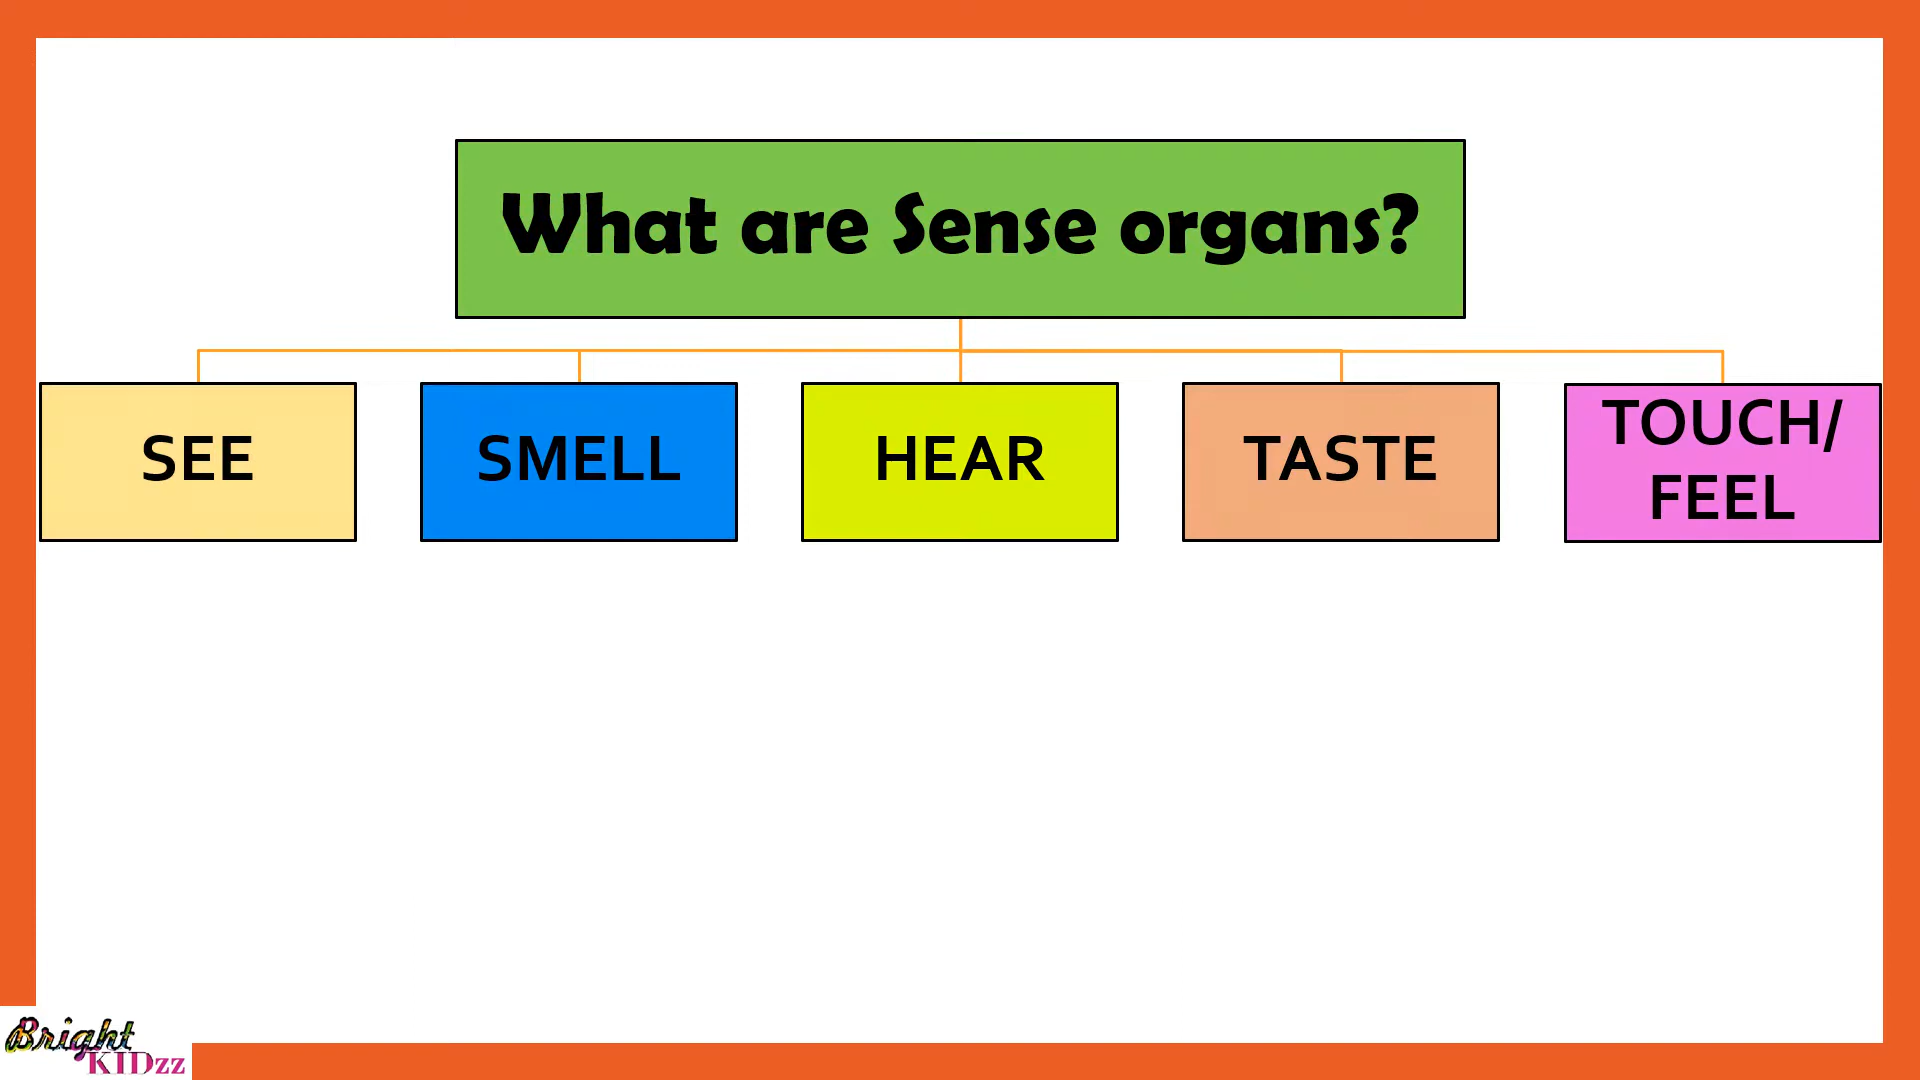 What are Sense organs?
SEE
SMELL
HEAR
TASTE
TOUCH/
FEEL
Bright
KIDzz